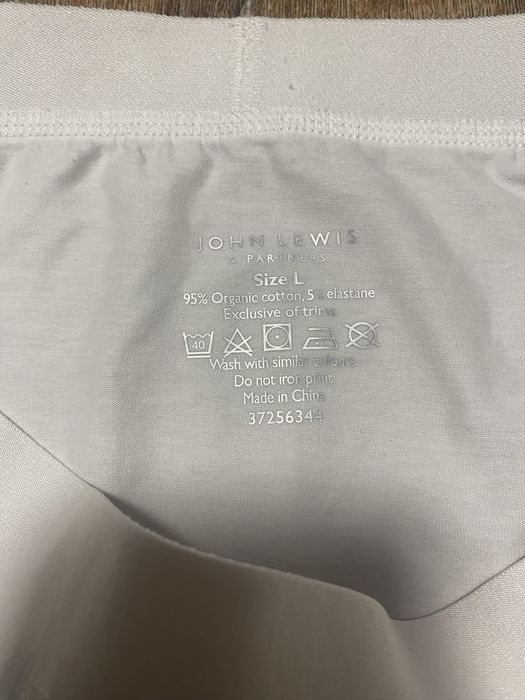 JOHN LEWIS
& PARTNERS
Size L
95% Organic cotton, 5% elastane
Exclusive of trims
40
Wash with similar colours
Do not iron print
Made in China
37256344